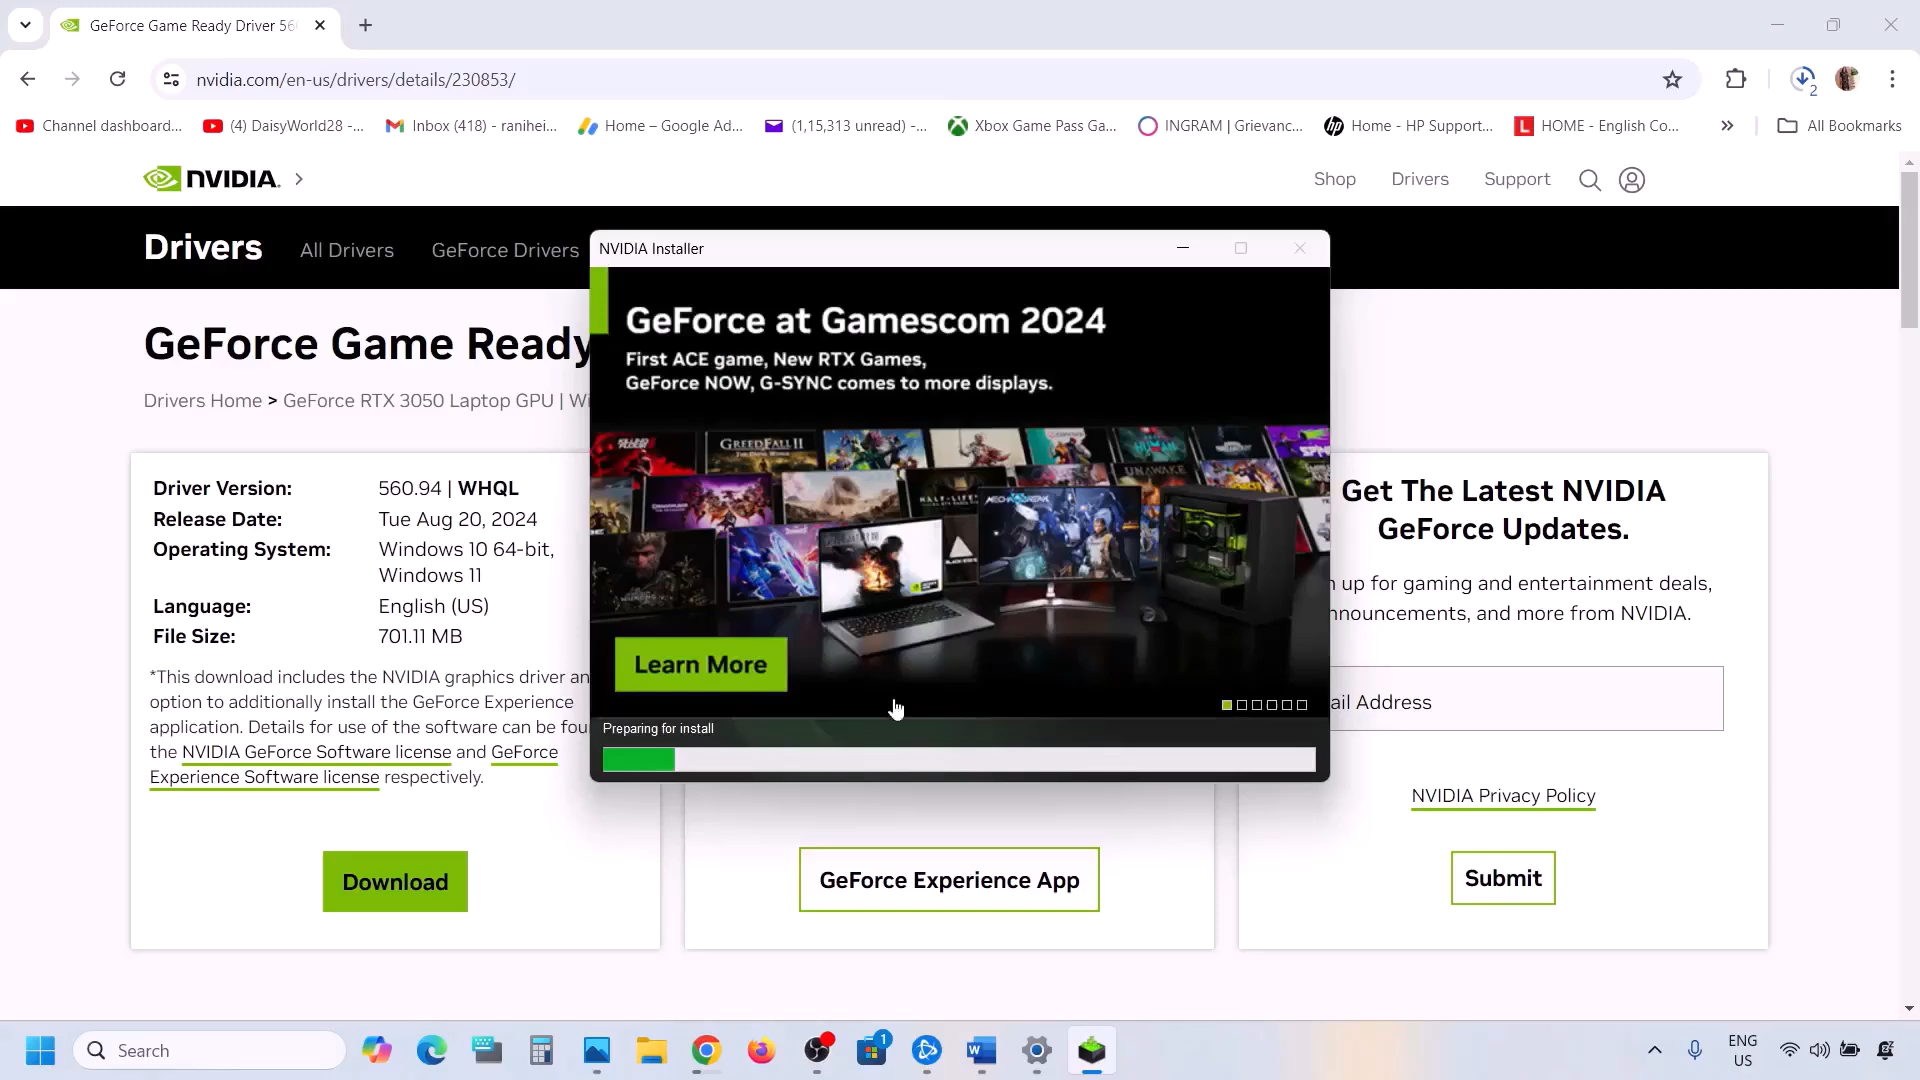 GeForce Game Ready Driver 56
nvidia.com/en-us/drivers/details/230853/
2
Channel dashboard...
(4) DaisyWorld28 -...
Inbox (418) - ranihei...
Home – Google Ad...
(1,15,313 unread) -...
Xbox Game Pass Ga...
INGRAM | Grievanc...
Home - HP Support...
HOME - English Co...
All Bookmarks
NVIDIA.
Shop
Drivers
Support
Drivers
All Drivers
GeForce Drivers
NVIDIA Installer
GeForce at Gamescom 2024
First ACE game, New RTX Games,
GeForce NOW, G-SYNC comes to more displays.
GREEDFALL II
HALF-LIFE
Learn More
Preparing for install
GeForce Game Ready
Drivers Home > GeForce RTX 3050 Laptop GPU | Wi
Driver Version: 560.94 | WHQL
Release Date: Tue Aug 20, 2024
Operating System: Windows 10 64-bit,
Windows 11
Language: English (US)
File Size: 701.11 MB
*This download includes the NVIDIA graphics driver an
option to additionally install the GeForce Experience
application. Details for use of the software can be fou
the NVIDIA GeForce Software license and GeForce
Experience Software license respectively.
Download
GeForce Experience App
Get The Latest NVIDIA
GeForce Updates.
n up for gaming and entertainment deals,
nnouncements, and more from NVIDIA.
ail Address
NVIDIA Privacy Policy
Submit
Search
1
ENG
US